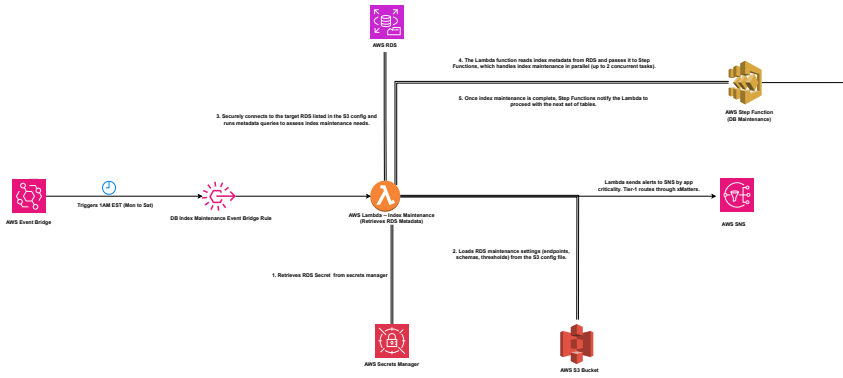 AWS RDS
4. The Lambda function reads index metadata from RDS and passes it to Step
Functions, which handles index maintenance in parallel (up to 2 concurrent tasks).
5. Once index maintenance is complete, Step Functions notify the Lambda to
proceed with the next set of tables.
AWS Step Function
(DB Maintenance)
3. Securely connects to the target RDS listed in the S3 config and
runs metadata queries to assess index maintenance needs.
Triggers 1AM EST (Mon to Sat)
AWS Event Bridge
DB Index Maintenance Event Bridge Rule
AWS Lambda – Index Maintenance
(Retrieves RDS Metadata)
Lambda sends alerts to SNS by app
criticality. Tier-1 routes through xMatters.
AWS SNS
2. Loads RDS maintenance settings (endpoints,
schemas, thresholds) from the S3 config file.
1. Retrieves RDS Secret from secrets manager
AWS Secrets Manager
AWS S3 Bucket